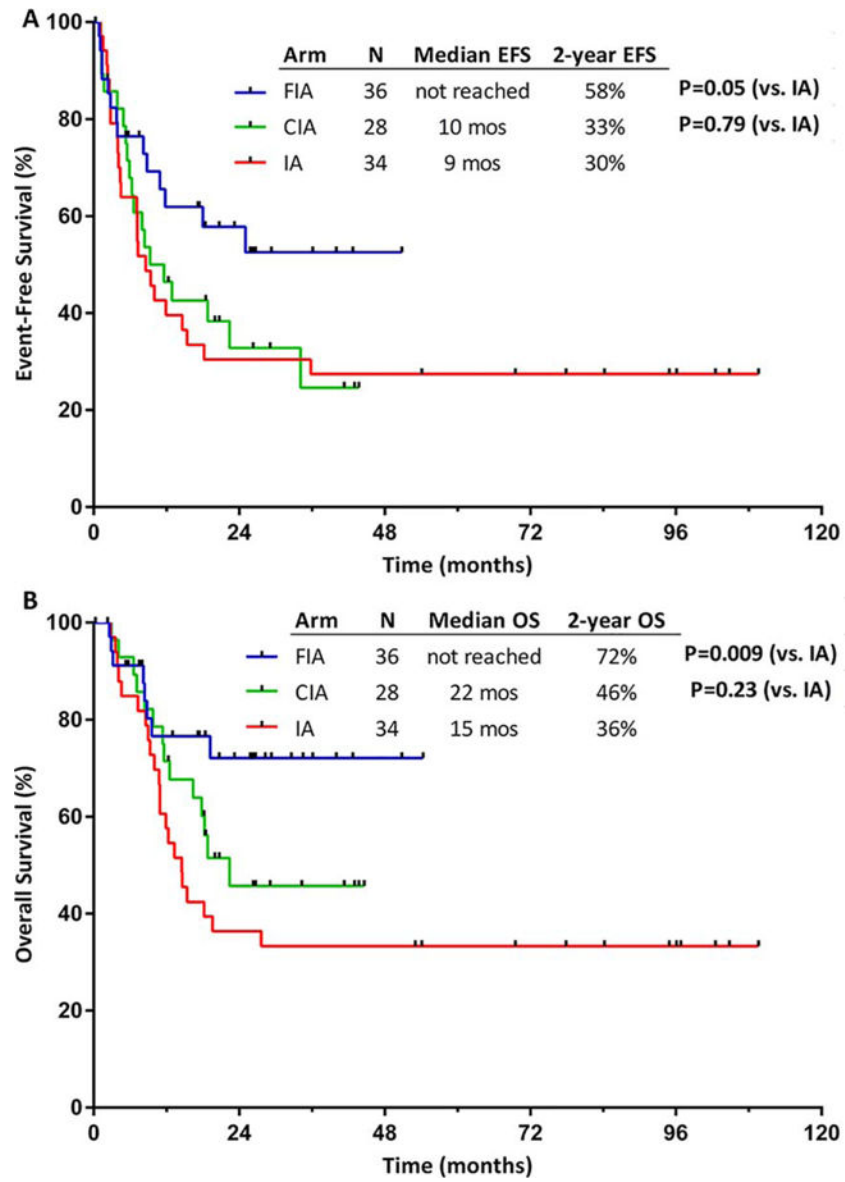 A
Arm N Median EFS 2-year EFS
FIA 36 not reached 58% P=0.05 (vs. IA)
CIA 28 10 mos 33% P=0.79 (vs. IA)
IA 34 9 mos 30%
Event-Free Survival (%)
100
80
60
40
20
0
0 24 48 72 96 120
Time (months)
B
Arm N Median OS 2-year OS
FIA 36 not reached 72% P=0.009 (vs. IA)
CIA 28 22 mos 46% P=0.23 (vs. IA)
IA 34 15 mos 36%
Overall Survival (%)
100
80
60
40
20
0
0 24 48 72 96 120
Time (months)